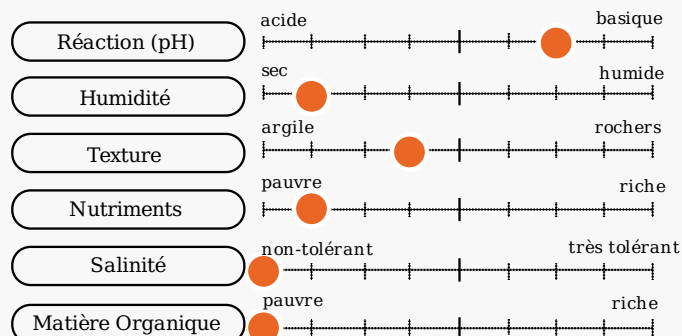 acide basique
Réaction (pH)
sec humide
Humidité
argile rochers
Texture
pauvre riche
Nutriments
non-tolérant très tolérant
Salinité
pauvre riche
Matière Organique